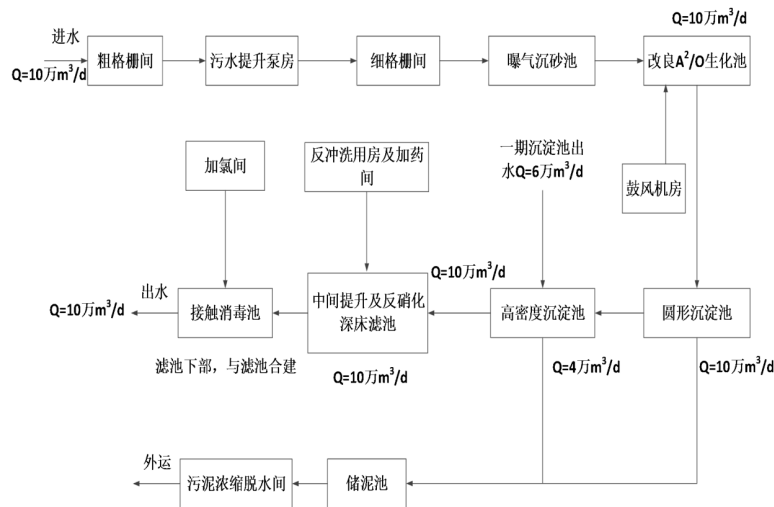 Q=10万m³/d
进水
Q=10万m³/d
粗格栅间
污水提升泵房
细格栅间
曝气沉砂池
改良A²/O生化池
加氯间
反冲洗用房及加药
间
一期沉淀池出
水Q=6万m³/d
鼓风机房
Q=10万m³/d
出水
Q=10万m³/d
接触消毒池
中间提升及反硝化
深床滤池
高密度沉淀池
圆形沉淀池
滤池下部，与滤池合建
Q=10万m³/d
Q=4万m³/d
Q=10万m³/d
外运
污泥浓缩脱水间
储泥池